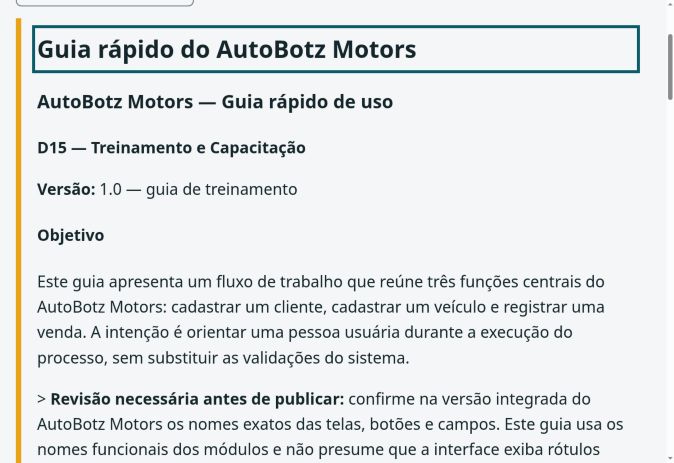 Guia rápido do AutoBotz Motors
AutoBotz Motors — Guia rápido de uso
D15 — Treinamento e Capacitação
Versão: 1.0 — guia de treinamento
Objetivo
Este guia apresenta um fluxo de trabalho que reúne três funções centrais do
AutoBotz Motors: cadastrar um cliente, cadastrar um veículo e registrar uma
venda. A intenção é orientar uma pessoa usuária durante a execução do
processo, sem substituir as validações do sistema.
> Revisão necessária antes de publicar: confirme na versão integrada do
AutoBotz Motors os nomes exatos das telas, botões e campos. Este guia usa os
nomes funcionais dos módulos e não presume que a interface exiba rótulos